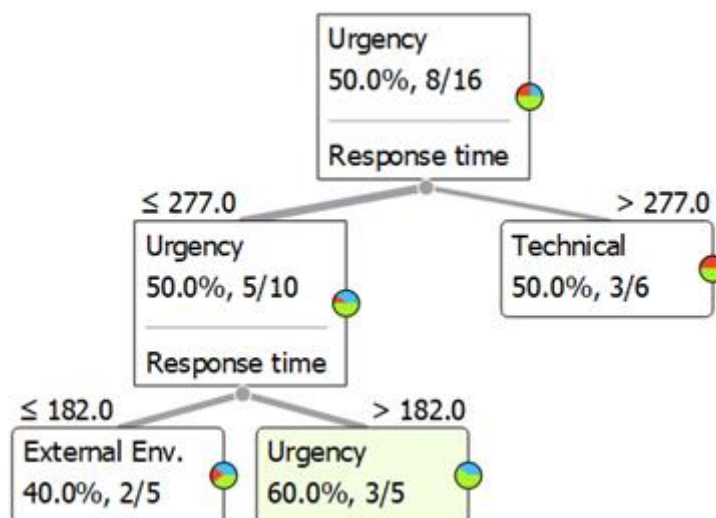 Urgency
50.0%, 8/16
Response time
≤ 277.0
> 277.0
Urgency
50.0%, 5/10
Response time
Technical
50.0%, 3/6
≤ 182.0
> 182.0
External Env.
40.0%, 2/5
Urgency
60.0%, 3/5